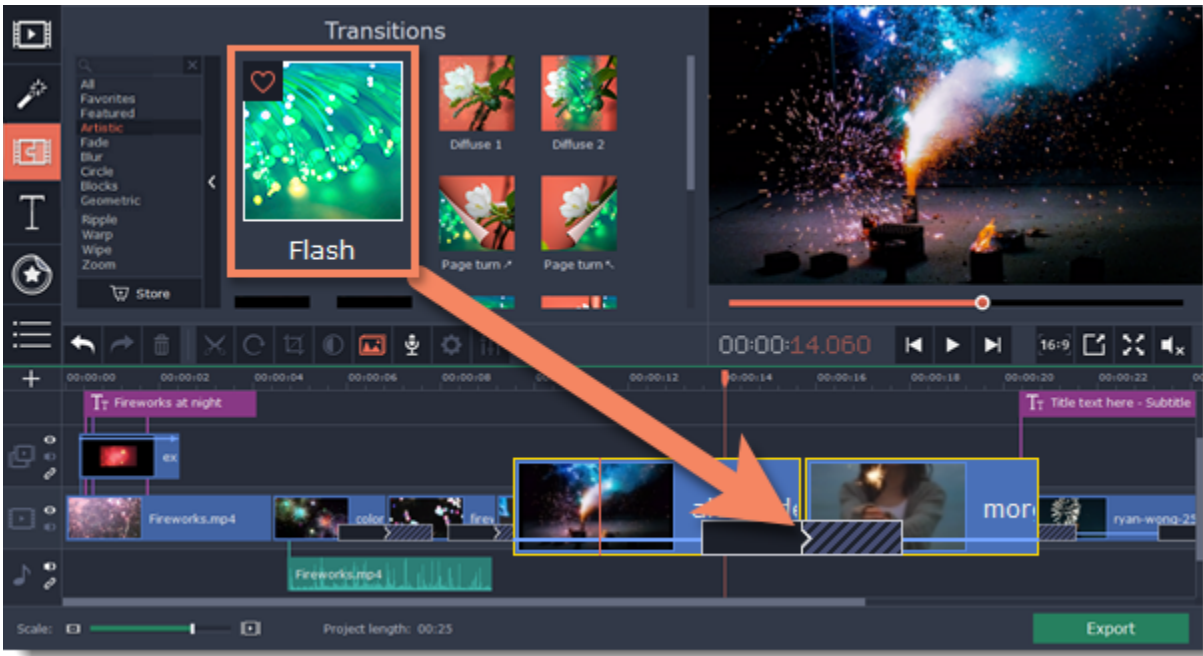 Transitions
All
Favorites
Featured
Artistic
Fade
Blur
Circle
Blocks
Geometric
Ripple
Warp
Wipe
Zoom
Store
Flash
Diffuse 1
Diffuse 2
Page turn
Page turn
00:00:14.060
16:9
00:00:00
00:00:02
00:00:04
00:00:06
00:00:08
00:00:12
00:00:14
00:00:16
00:00:18
00:00:20
00:00:22
Fireworks at night
Title text here - Subtitle
ex
Fireworks.mp4
color
firew
mor
ryan-wong-25
Fireworks.mp4
Scale:
Project length: 00:25
Export